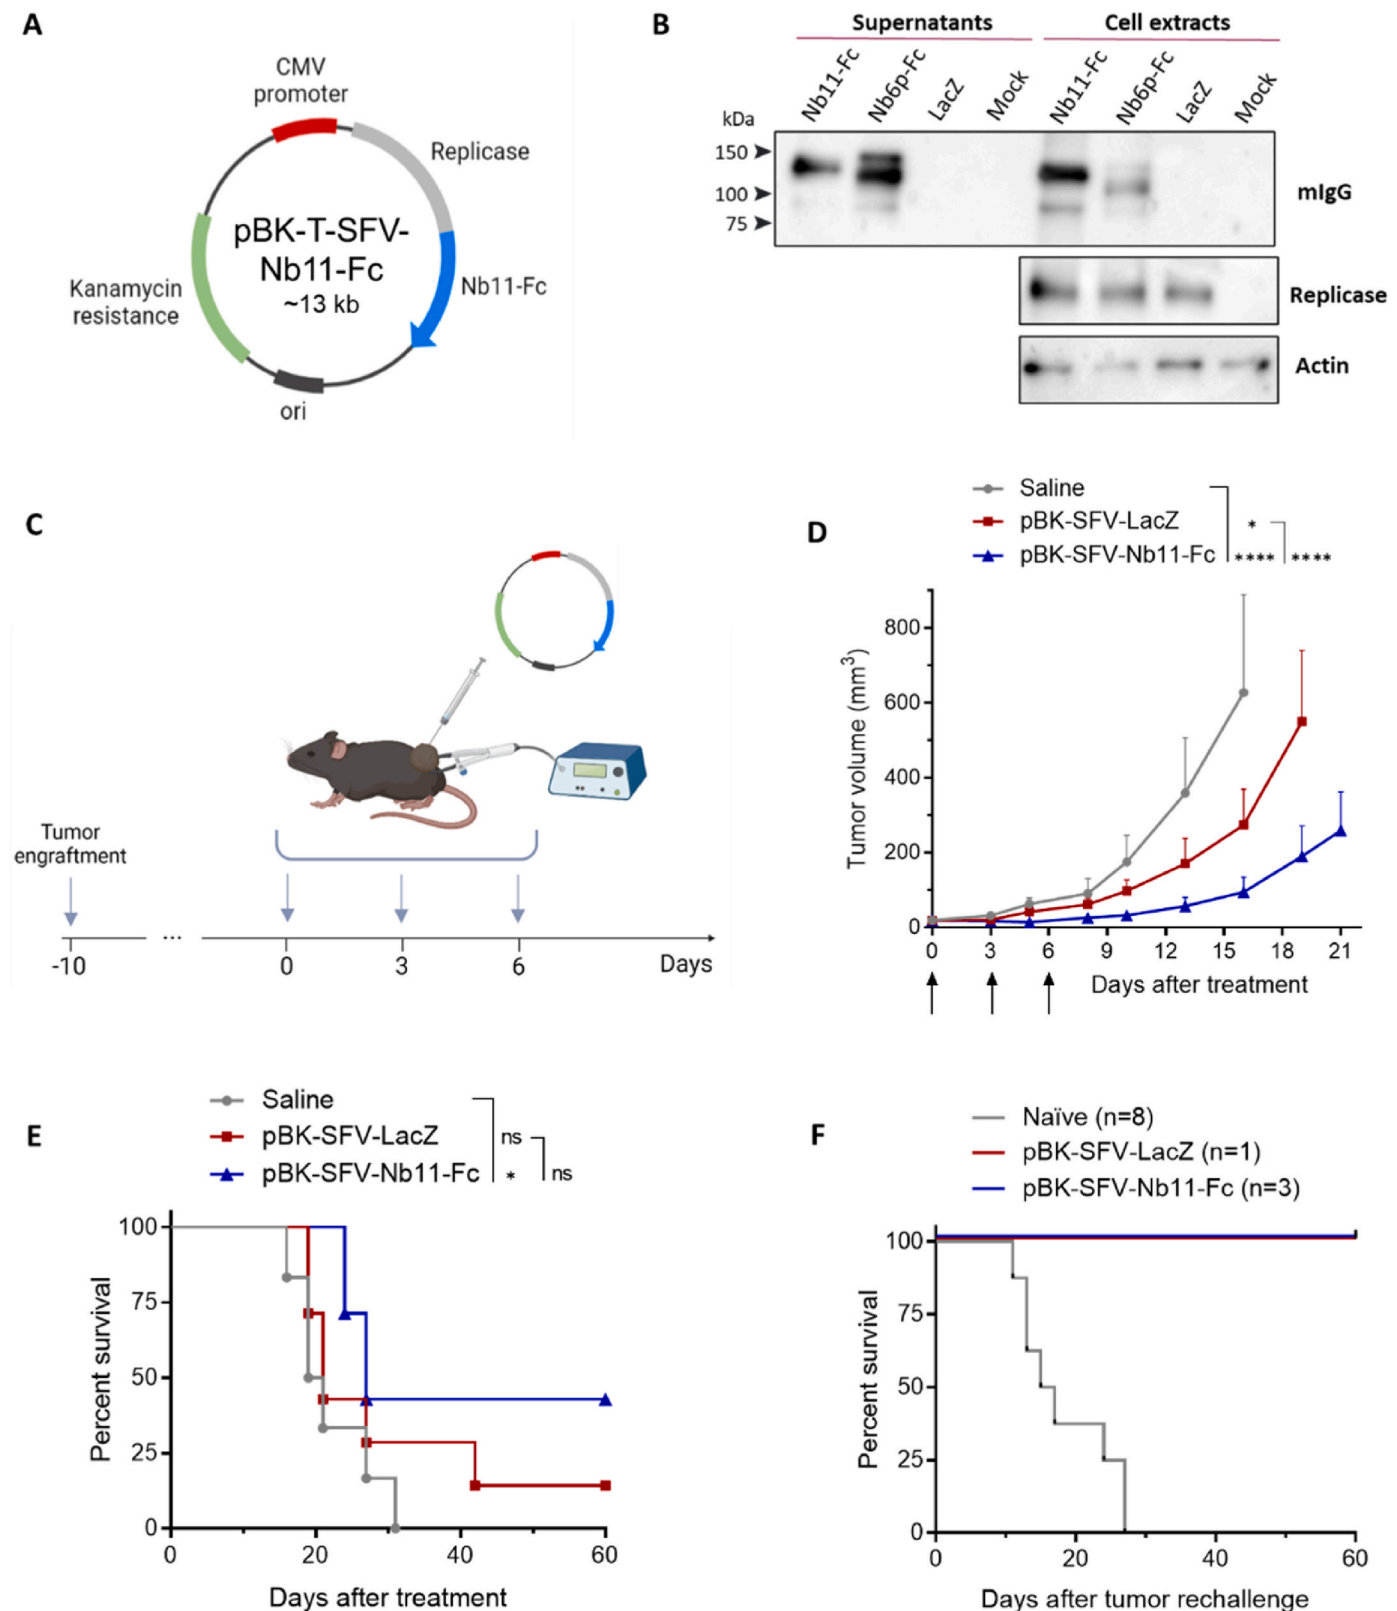 A
CMV
promoter
Replicase
pBK-T-SFV-
Nb11-Fc
~13 kb
Nb11-Fc
Kanamycin
resistance
ori
B
Supernatants
Cell extracts
Nb11-Fc
Nb6p-Fc
LacZ
Mock
Nb11-Fc
Nb6p-Fc
LacZ
Mock
kDa
150
100
75
mIgG
Replicase
Actin
C
Tumor
engraftment
...
-10
0
3
6
Days
D
Saline
pBK-SFV-LacZ
pBK-SFV-Nb11-Fc
*
**** ****
Tumor volume (mm³)
800
600
400
200
0
0 3 6 9 12 15 18 21
Days after treatment
E
Saline
pBK-SFV-LacZ
pBK-SFV-Nb11-Fc
ns
* ns
Percent survival
100
75
50
25
0
0 20 40 60
Days after treatment
F
Naïve (n=8)
pBK-SFV-LacZ (n=1)
pBK-SFV-Nb11-Fc (n=3)
Percent survival
100
75
50
25
0
0 20 40 60
Days after tumor rechallenge